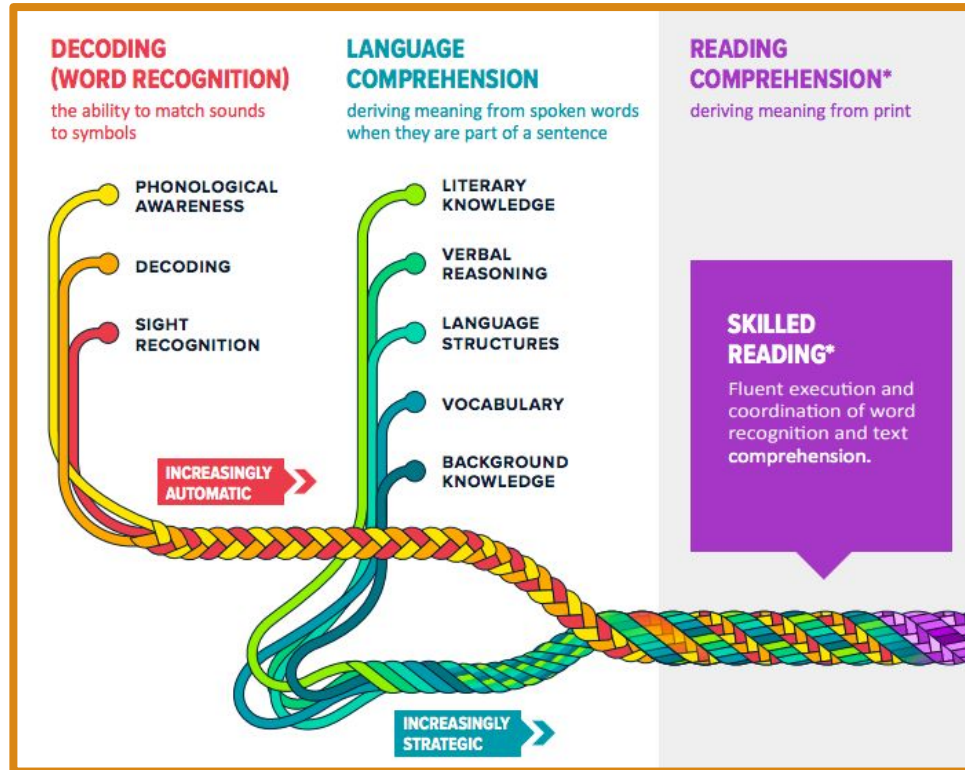 DECODING
(WORD RECOGNITION)
the ability to match sounds
to symbols
PHONOLOGICAL
AWARENESS
DECODING
SIGHT
RECOGNITION
INCREASINGLY
AUTOMATIC
LANGUAGE
COMPREHENSION
deriving meaning from spoken words
when they are part of a sentence
LITERARY
KNOWLEDGE
VERBAL
REASONING
LANGUAGE
STRUCTURES
VOCABULARY
BACKGROUND
KNOWLEDGE
INCREASINGLY
STRATEGIC
READING
COMPREHENSION*
deriving meaning from print
SKILLED
READING*
Fluent execution and
coordination of word
recognition and text
comprehension.